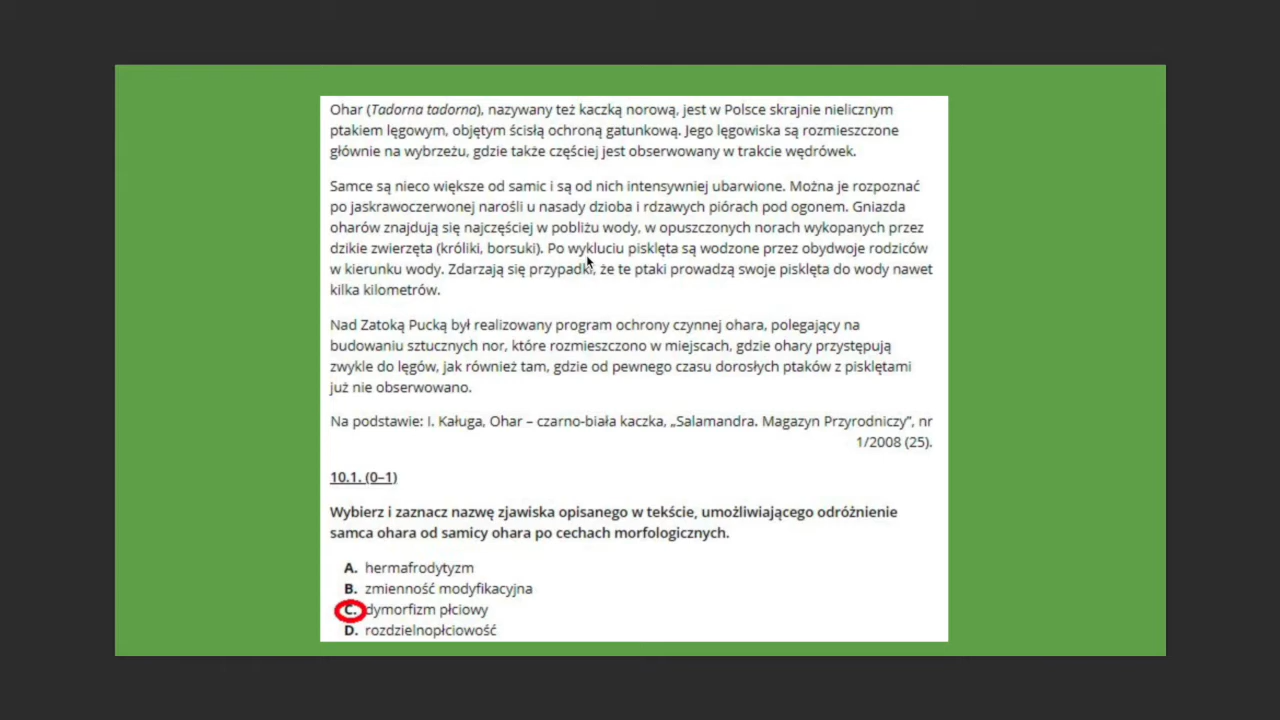 Ohar (Tadorna tadorna), nazywany też kaczką norową, jest w Polsce skrajnie nielicznym
ptakiem lęgowym, objętym ścisłą ochroną gatunkową. Jego lęgowiska są rozmieszczone
głównie na wybrzeżu, gdzie także częściej jest obserwowany w trakcie wędrówek.
Samce są nieco większe od samic i są od nich intensywniej ubarwione. Można je rozpoznać
po jaskrawoczerwonej narośli u nasady dzioba i rdzawych piórach pod ogonem. Gniazda
oharów znajdują się najczęściej w pobliżu wody, w opuszczonych norach wykopanych przez
dzikie zwierzęta (króliki, borsuki). Po wykluciu pisklęta są wodzone przez obydwoje rodziców
w kierunku wody. Zdarzają się przypadki, że te ptaki prowadzą swoje pisklęta do wody nawet
kilka kilometrów.
Nad Zatoką Pucką był realizowany program ochrony czynnej ohara, polegający na
budowaniu sztucznych nor, które rozmieszczono w miejscach, gdzie ohary przystępują
zwykle do lęgów, jak również tam, gdzie od pewnego czasu dorosłych ptaków z pisklętami
już nie obserwowano.
Na podstawie: I. Kaługa, Ohar – czarno-biała kaczka, „Salamandra. Magazyn Przyrodniczy”, nr
1/2008 (25).
10.1. (0–1)
Wybierz i zaznacz nazwę zjawiska opisanego w tekście, umożliwiającego odróżnienie
samca ohara od samicy ohara po cechach morfologicznych.
A. hermafrodytyzm
B. zmienność modyfikacyjna
C. dymorfizm płciowy
D. rozdzielnopłciowość